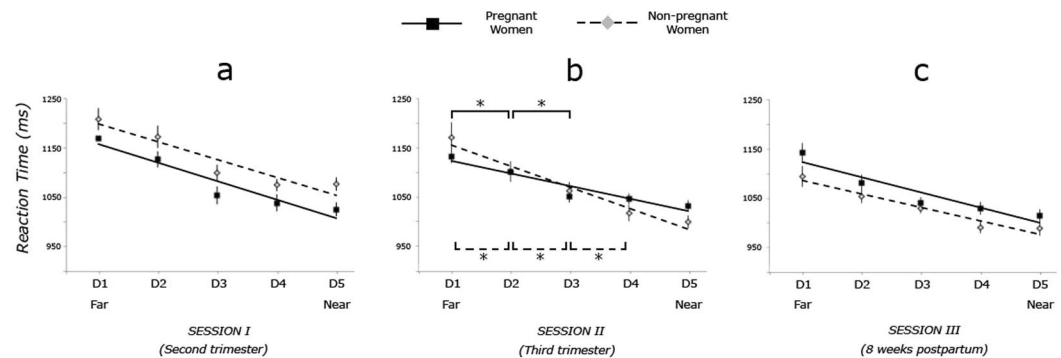 Pregnant Women
Non-pregnant Women
a
b
c
Reaction Time (ms)
1250
1150
1050
950
1250
1150
1050
950
1250
1150
1050
950
*
*
*
*
*
D1 D2 D3 D4 D5
Far Near
D1 D2 D3 D4 D5
Far Near
D1 D2 D3 D4 D5
Far Near
SESSION I
(Second trimester)
SESSION II
(Third trimester)
SESSION III
(8 weeks postpartum)